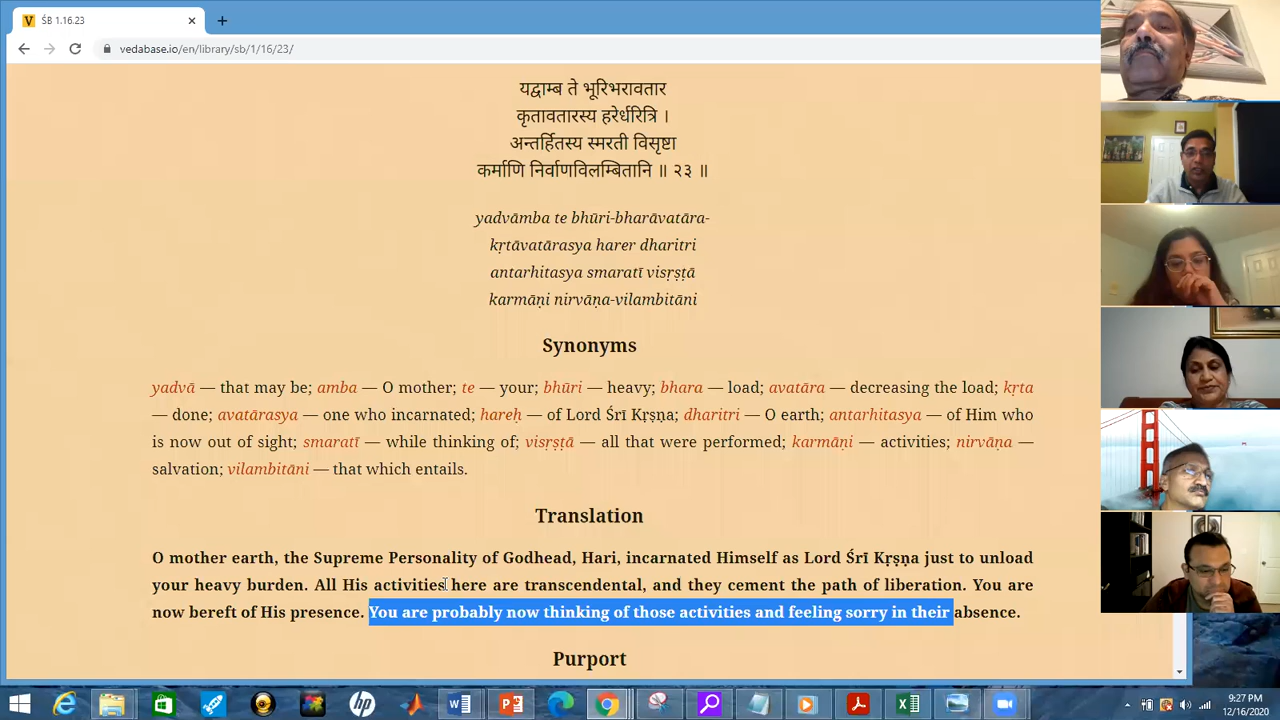 ŚB 1.16.23
vedabase.io/en/library/sb/1/16/23/
यद्वाम्ब ते भूरिभरावतार
कृतावतारस्य हरेर्धरित्रि ।
अन्तर्हितस्य स्मरती विसृष्टा
कर्माणि निर्वाणविलम्बितानि ॥ २३ ॥
yadvāmba te bhūri-bharāvatāra-
kṛtāvatārasya harer dharitri
antarhitasya smaratī visṛṣṭā
karmāṇi nirvāṇa-vilambitāni
Synonyms
yadvā — that may be; amba — O mother; te — your; bhūri — heavy; bhara — load; avatāra — decreasing the load; kṛta
— done; avatārasya — one who incarnated; hareḥ — of Lord Śrī Kṛṣṇa; dharitri — O earth; antarhitasya — of Him who
is now out of sight; smaratī — while thinking of; visṛṣṭā — all that were performed; karmāṇi — activities; nirvāṇa —
salvation; vilambitāni — that which entails.
Translation
O mother earth, the Supreme Personality of Godhead, Hari, incarnated Himself as Lord Śrī Kṛṣṇa just to unload
your heavy burden. All His activities here are transcendental, and they cement the path of liberation. You are
now bereft of His presence. You are probably now thinking of those activities and feeling sorry in their absence.
Purport
9:27 PM
12/16/2020